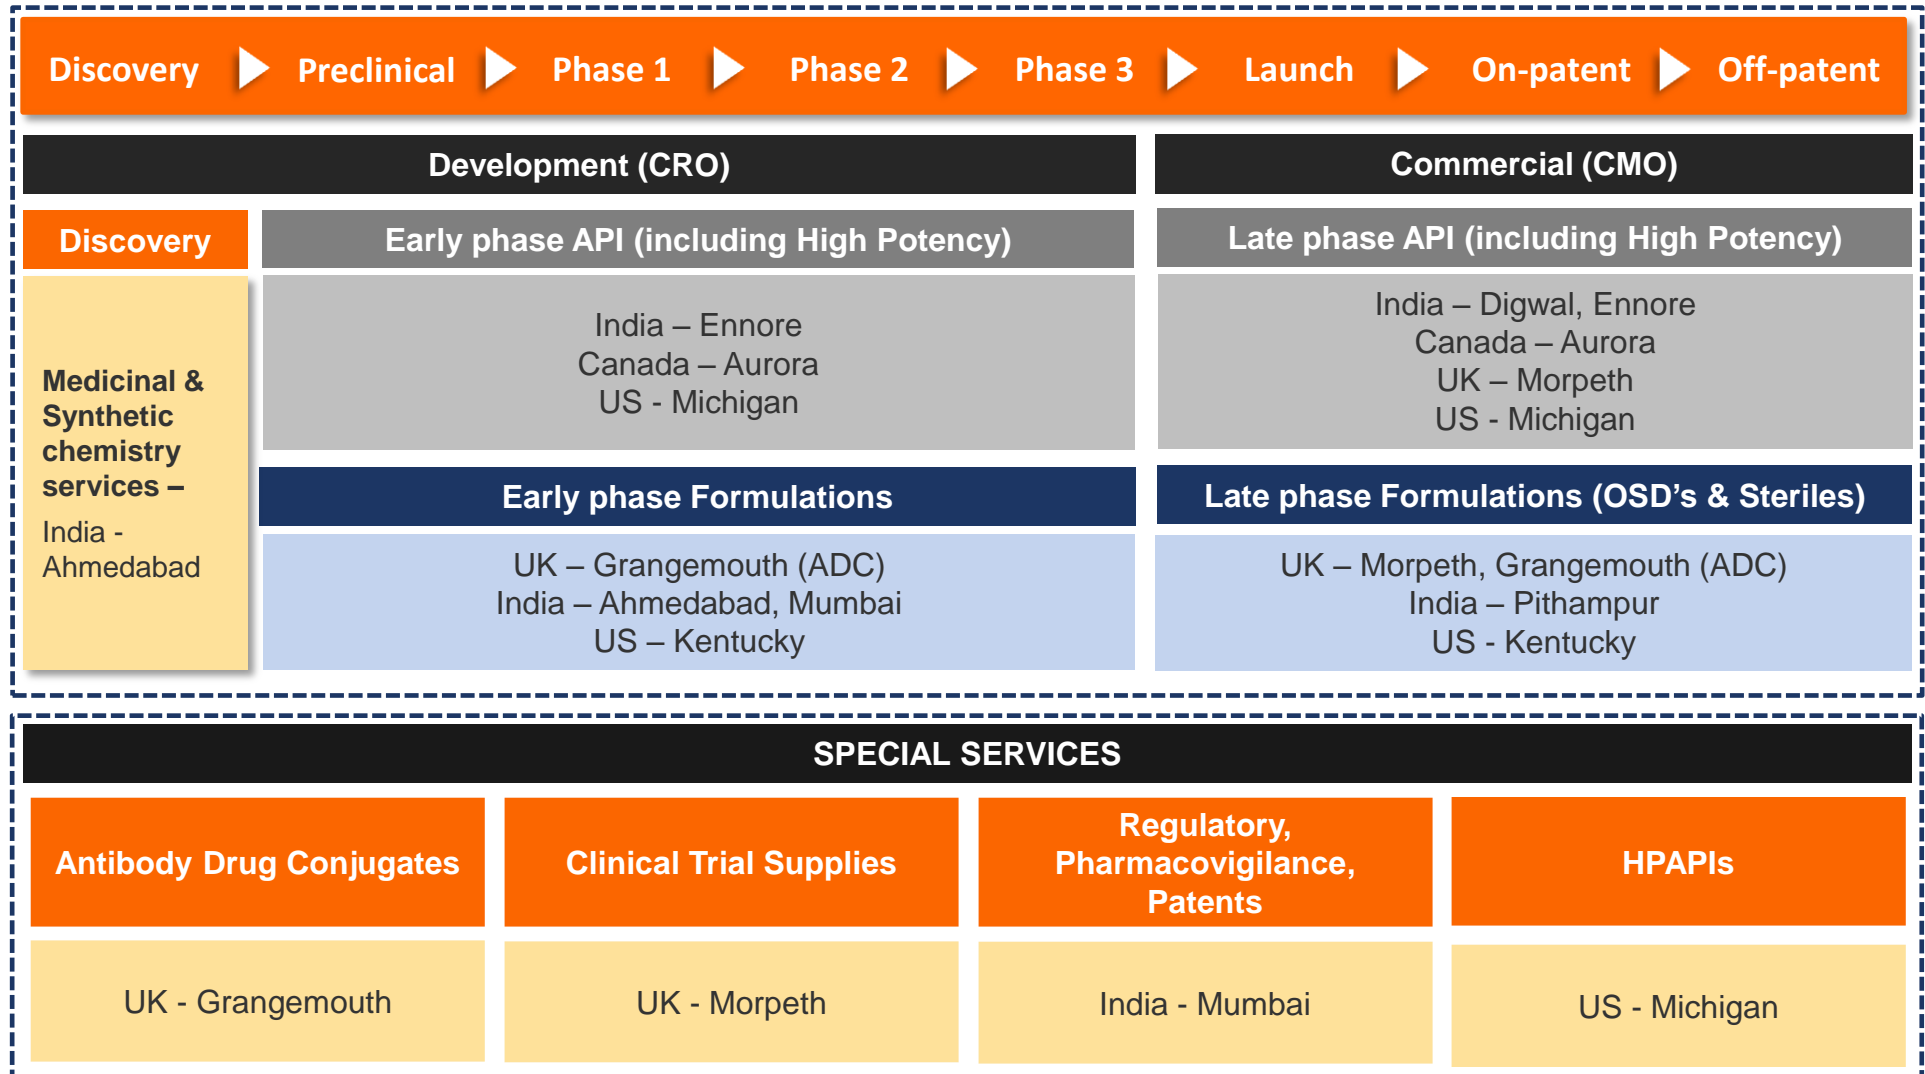 Discovery Preclinical Phase 1 Phase 2 Phase 3 Launch On-patent Off-patent
Development (CRO)
Commercial (CMO)
Discovery
Medicinal &
Synthetic
chemistry
services –
India -
Ahmedabad
Early phase API (including High Potency)
India – Ennore
Canada – Aurora
US - Michigan
Early phase Formulations
UK – Grangemouth (ADC)
India – Ahmedabad, Mumbai
US – Kentucky
Late phase API (including High Potency)
India – Digwal, Ennore
Canada – Aurora
UK – Morpeth
US - Michigan
Late phase Formulations (OSD’s & Steriles)
UK – Morpeth, Grangemouth (ADC)
India – Pithampur
US - Kentucky
SPECIAL SERVICES
Antibody Drug Conjugates
UK - Grangemouth
Clinical Trial Supplies
UK - Morpeth
Regulatory,
Pharmacovigilance,
Patents
India - Mumbai
HPAPIs
US - Michigan